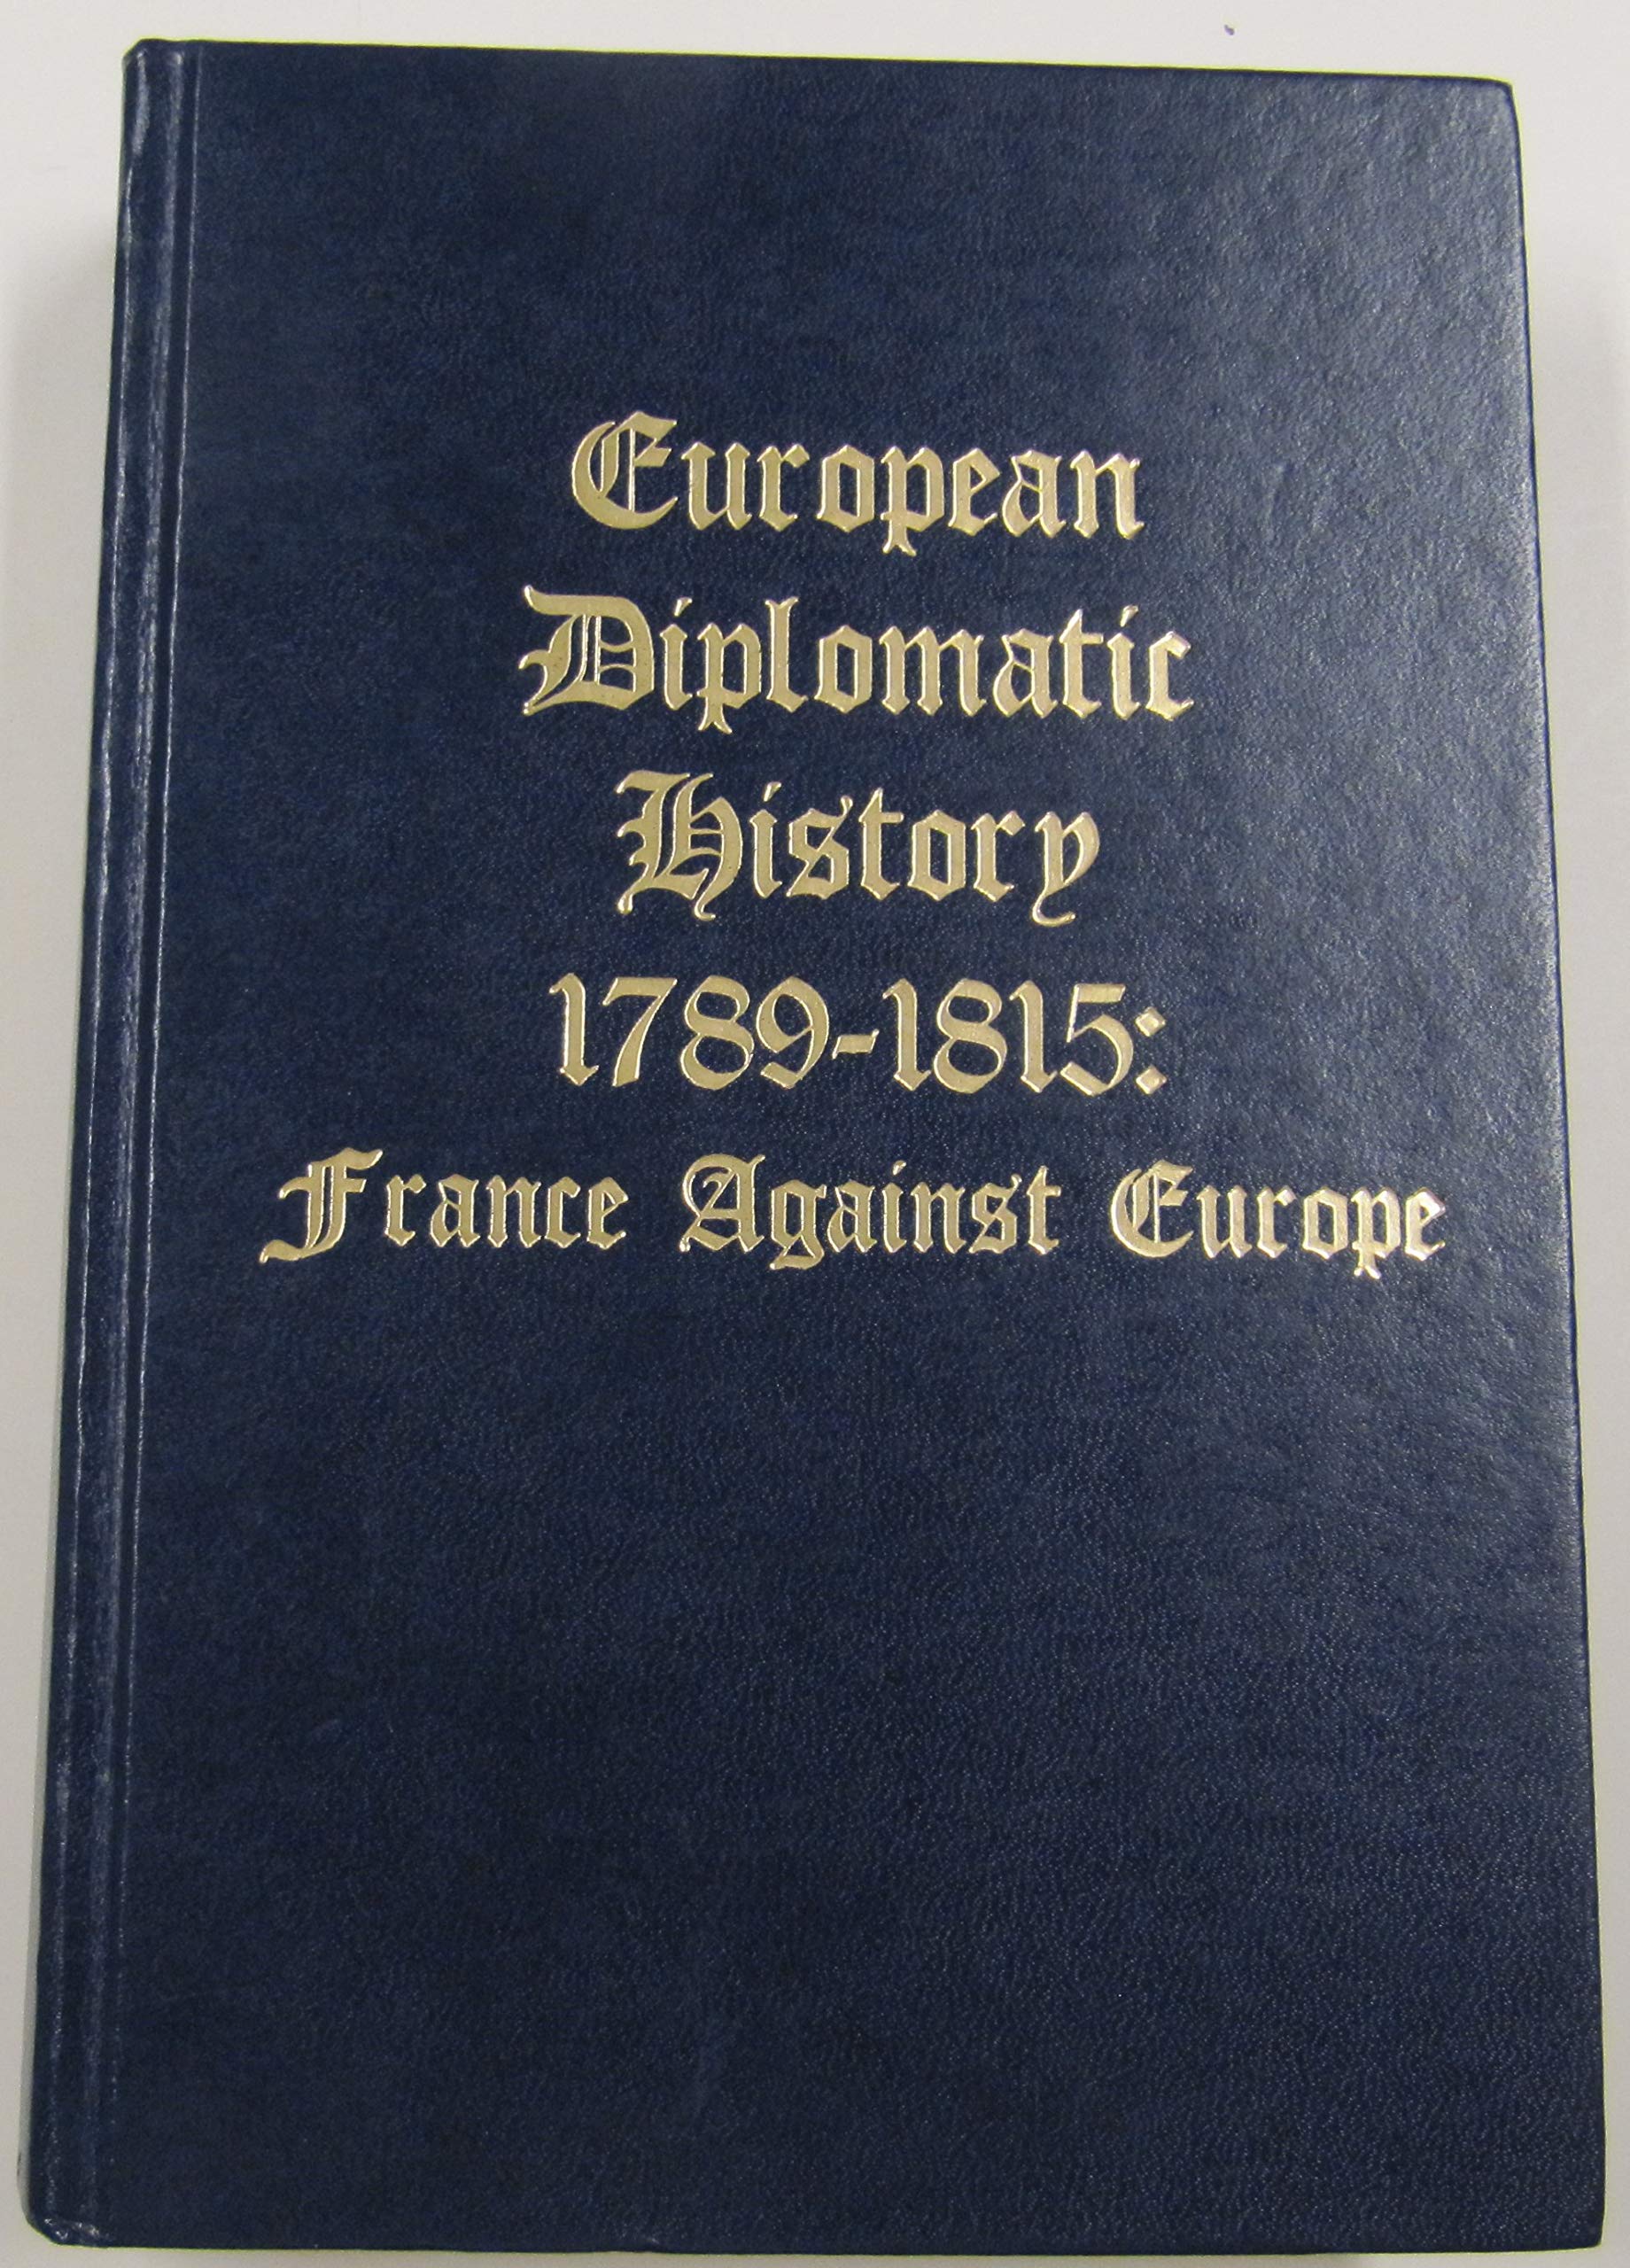 European
Diplomatic
History
1789-1815:
France Against Europe